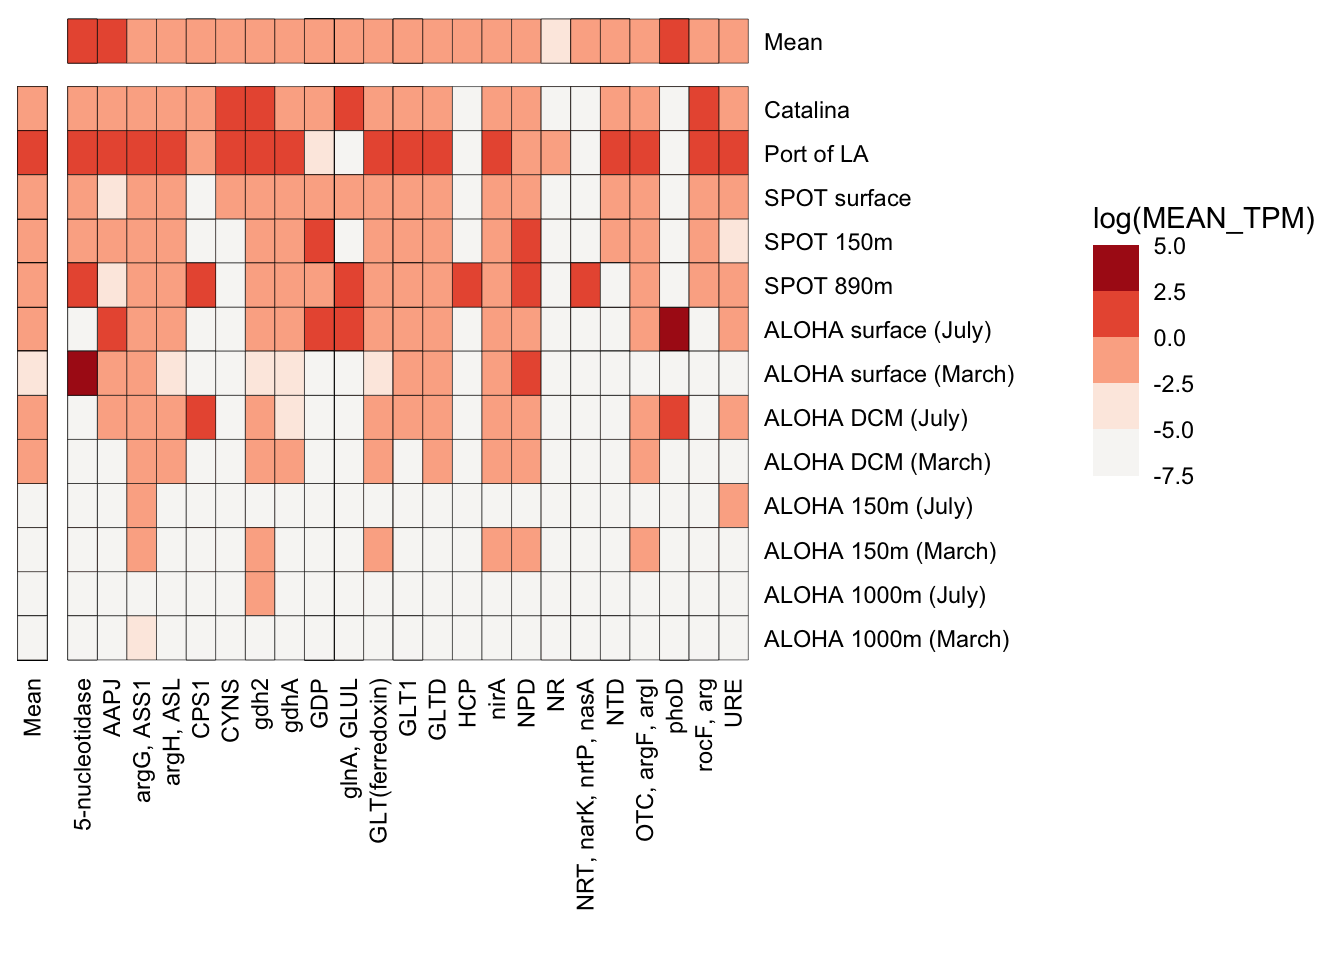 Mean
Catalina
Port of LA
SPOT surface
SPOT 150m
SPOT 890m
ALOHA surface (July)
ALOHA surface (March)
ALOHA DCM (July)
ALOHA DCM (March)
ALOHA 150m (July)
ALOHA 150m (March)
ALOHA 1000m (July)
ALOHA 1000m (March)
log(MEAN_TPM)
5.0
2.5
0.0
-2.5
-5.0
-7.5
Mean
5-nucleotidase
AAPJ
argG, ASS1
argH, ASL
CPS1
CYNS
gdh2
gdhA
GDP
glnA, GLUL
GLT(ferredoxin)
GLT1
GLTD
HCP
nirA
NPD
NR
NRT, narK, nrtP, nasA
NTD
OTC, argF, argI
phoD
rocF, arg
URE